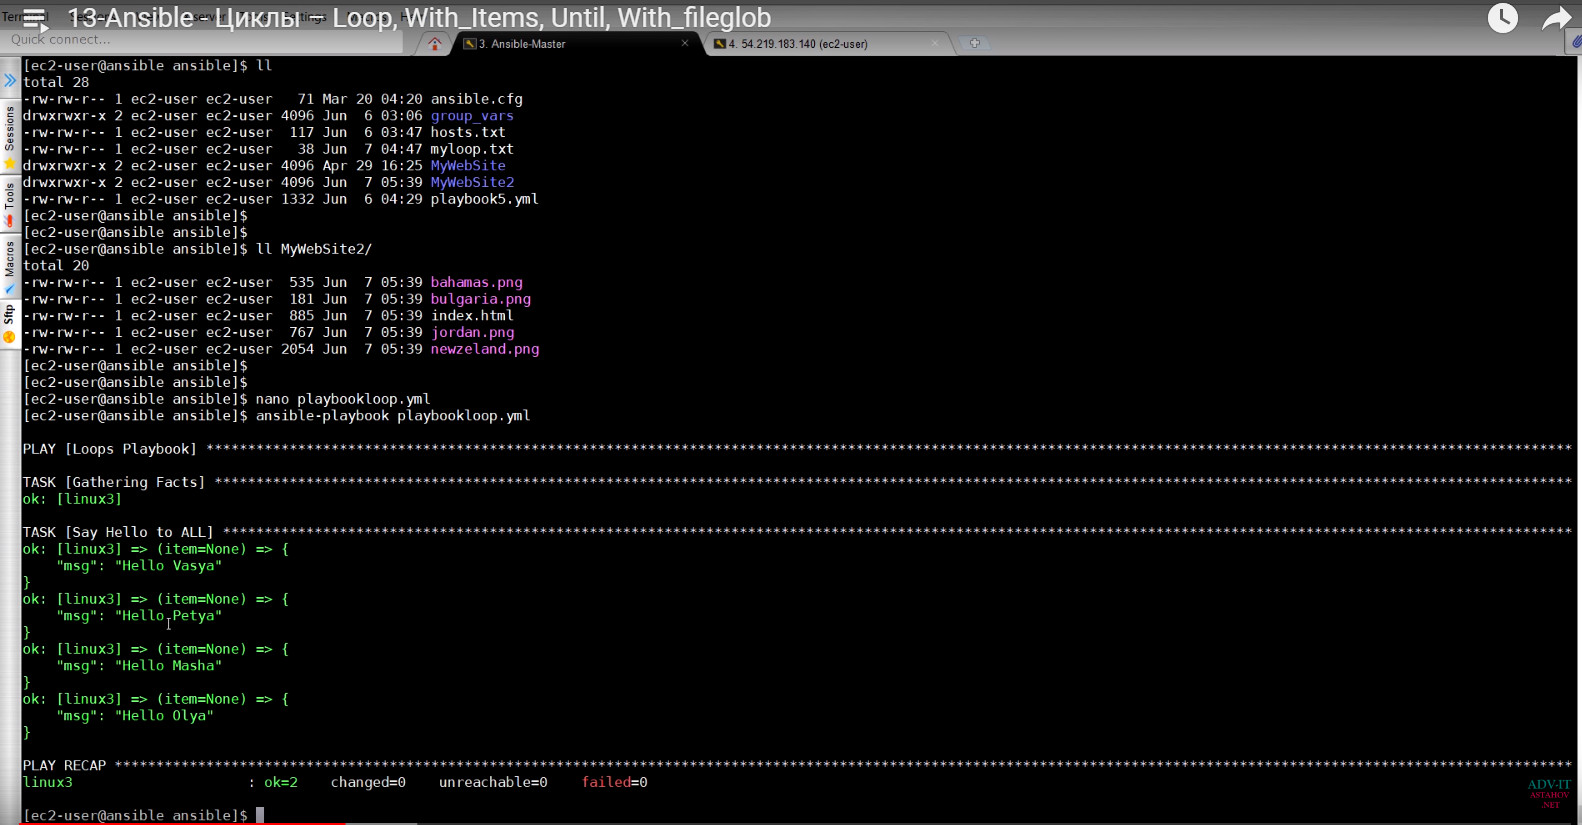 13-Ansible - Циклы - Loop, With_Items, Until, With_fileglob
Quick connect...
3. Ansible-Master
4. 54.219.183.140 (ec2-user)
Sessions
Tools
Macros
Sftp
[ec2-user@ansible ansible]$ ll
total 28
-rw-rw-r-- 1 ec2-user ec2-user   71 Mar 20 04:20 ansible.cfg
drwxrwxr-x 2 ec2-user ec2-user 4096 Jun  6 03:06 group_vars
-rw-rw-r-- 1 ec2-user ec2-user  117 Jun  6 03:47 hosts.txt
-rw-rw-r-- 1 ec2-user ec2-user   38 Jun  7 04:47 myloop.txt
drwxrwxr-x 2 ec2-user ec2-user 4096 Apr 29 16:25 MyWebSite
drwxrwxr-x 2 ec2-user ec2-user 4096 Jun  7 05:39 MyWebSite2
-rw-rw-r-- 1 ec2-user ec2-user 1332 Jun  6 04:29 playbook5.yml
[ec2-user@ansible ansible]$
[ec2-user@ansible ansible]$
[ec2-user@ansible ansible]$ ll MyWebSite2/
total 20
-rw-rw-r-- 1 ec2-user ec2-user  535 Jun  7 05:39 bahamas.png
-rw-rw-r-- 1 ec2-user ec2-user  181 Jun  7 05:39 bulgaria.png
-rw-rw-r-- 1 ec2-user ec2-user  885 Jun  7 05:39 index.html
-rw-rw-r-- 1 ec2-user ec2-user  767 Jun  7 05:39 jordan.png
-rw-rw-r-- 1 ec2-user ec2-user 2054 Jun  7 05:39 newzeland.png
[ec2-user@ansible ansible]$
[ec2-user@ansible ansible]$
[ec2-user@ansible ansible]$ nano playbookloop.yml
[ec2-user@ansible ansible]$ ansible-playbook playbookloop.yml
PLAY [Loops Playbook] ********************************************************************************************************************************************************************
TASK [Gathering Facts] *******************************************************************************************************************************************************************
ok: [linux3]
TASK [Say Hello to ALL] ******************************************************************************************************************************************************************
ok: [linux3] => (item=None) => {
    "msg": "Hello Vasya"
}
ok: [linux3] => (item=None) => {
    "msg": "Hello Petya"
}
ok: [linux3] => (item=None) => {
    "msg": "Hello Masha"
}
ok: [linux3] => (item=None) => {
    "msg": "Hello Olya"
}
PLAY RECAP *******************************************************************************************************************************************************************************
linux3                     : ok=2    changed=0    unreachable=0    failed=0
[ec2-user@ansible ansible]$
ADV-IT
ASTAHOV
.NET